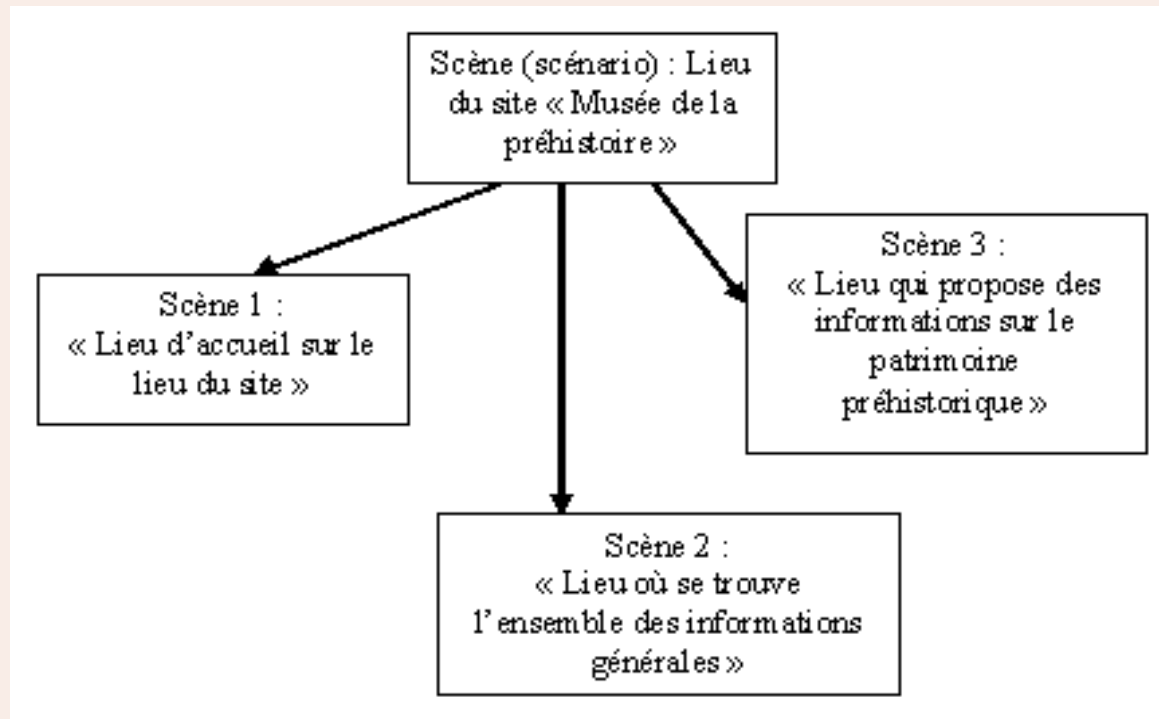 Scène (scénario) : Lieu
du site « Musée de la
préhistoire »
Scène 1 :
« Lieu d'accueil sur le
lieu du site »
Scène 3 :
« Lieu qui propose des
informations sur le
patrimoine
préhistorique »
Scène 2 :
« Lieu où se trouve
l'ensemble des informations
générales »